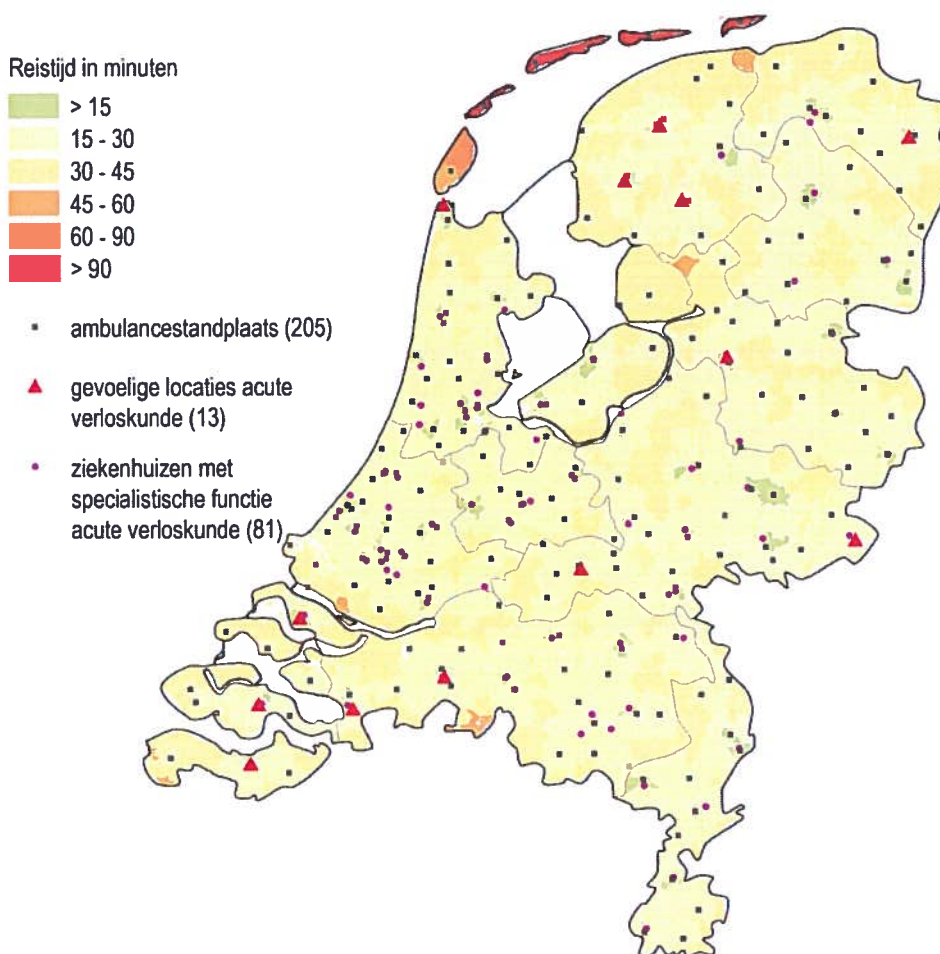 Reistijd in minuten
> 15
15 - 30
30 - 45
45 - 60
60 - 90
> 90
ambulancestandplaats (205)
gevoelige locaties acute
verloskunde (13)
ziekenhuizen met
specialistische functie
acute verloskunde (81)